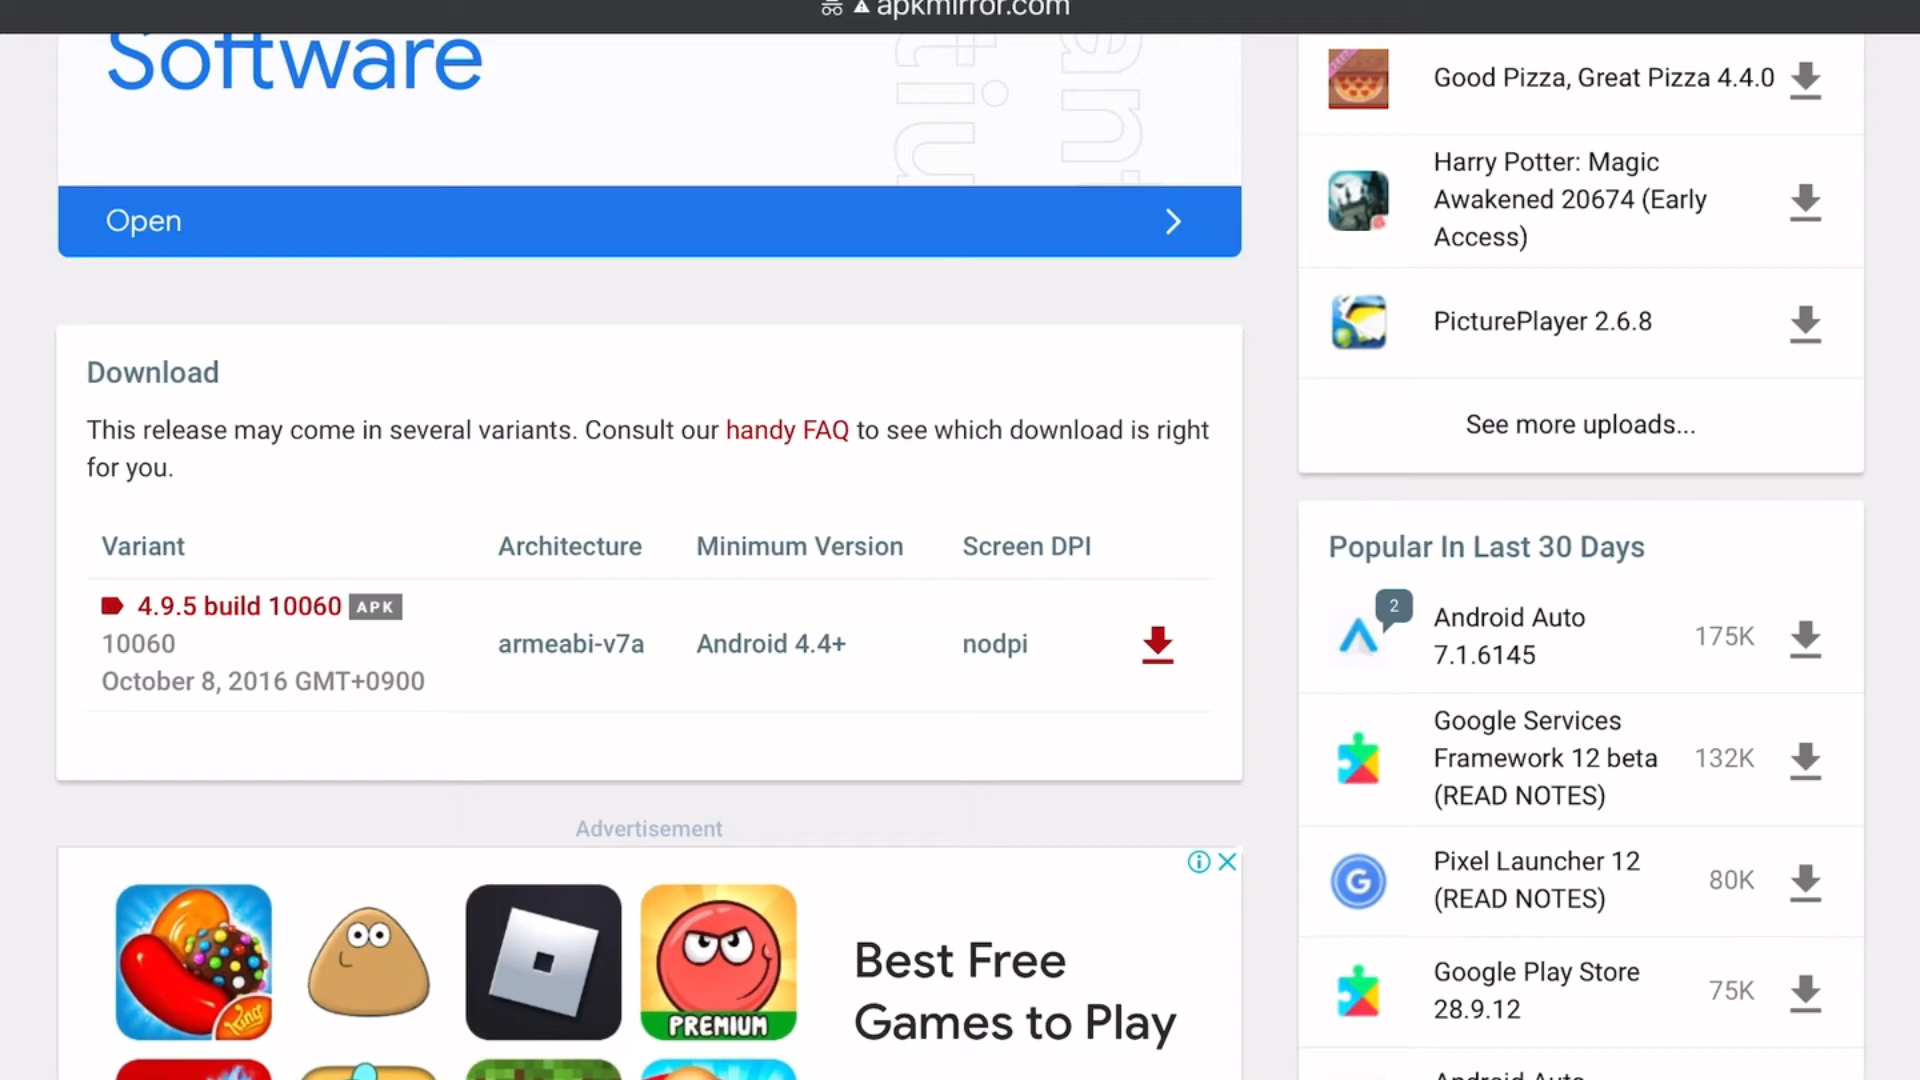 apkmirror.com
Software
Open
Download
This release may come in several variants. Consult our handy FAQ to see which download is right
for you.
Variant Architecture Minimum Version Screen DPI
4.9.5 build 10060 APK
10060 armeabi-v7a Android 4.4+ nodpi
October 8, 2016 GMT+0900
Advertisement
King
PREMIUM
Best Free
Games to Play
Good Pizza, Great Pizza 4.4.0
Harry Potter: Magic
Awakened 20674 (Early
Access)
PicturePlayer 2.6.8
See more uploads...
Popular In Last 30 Days
2
Android Auto
7.1.6145
175K
Google Services
Framework 12 beta
(READ NOTES)
132K
G
Pixel Launcher 12
(READ NOTES)
80K
Google Play Store
28.9.12
75K
Android Auto